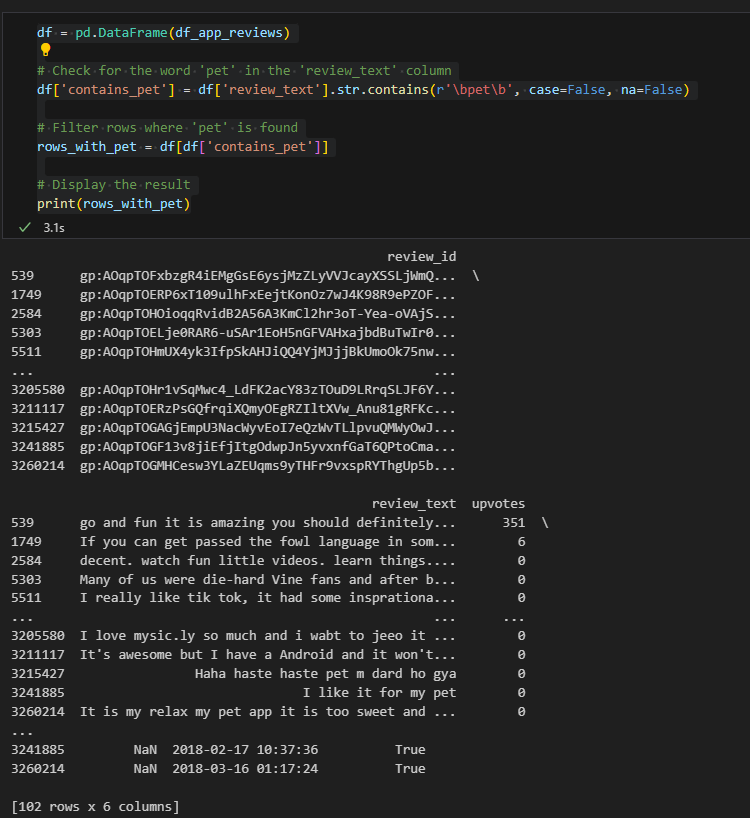 df = pd.DataFrame(df_app_reviews)
# Check for the word 'pet' in the 'review_text' column
df['contains_pet'] = df['review_text'].str.contains(r'\bpet\b', case=False, na=False)
# Filter rows where 'pet' is found
rows_with_pet = df[df['contains_pet']]
# Display the result
print(rows_with_pet)
3.1s
review_id
539 gp:AOqpTOFxbzgR4iEMgGsE6ysjMzZLyVVJcayXSSLjWmQ... \
1749 gp:AOqpTOERP6xT109ulhFxEejtKonOz7wJ4K98R9ePZOF...
2584 gp:AOqpTOHOioqqRvidB2A56A3KmCl2hr3oT-Yea-oVAjS...
5303 gp:AOqpTOELje0RAR6-uSAr1EoH5nGFVAHxajbdBuTwIr0...
5511 gp:AOqpTOHmUX4yk3IfpSkAHJiQQ4YjMJjjBkUmoOk75nw...
... ...
3205580 gp:AOqpTOHr1vSqMwc4_LdFK2acY83zTOuD9LRrqSLJF6Y...
3211117 gp:AOqpTOERzPsGQfrqiXQmyOEgRZIltXVw_Anu81gRFKc...
3215427 gp:AOqpTOGAGjEmpU3NacWyvEoI7eQzWvTLlpvuQMWyOwJ...
3241885 gp:AOqpTOGF13v8jiEfjItgOdwpJn5yvxnfGaT6QPtoCma...
3260214 gp:AOqpTOGMHCesw3YLaZEUqms9yTHFr9vxspRYThgUp5b...
review_text upvotes
539 go and fun it is amazing you should definitely... 351 \
1749 If you can get passed the fowl language in som... 6
2584 decent. watch fun little videos. learn things.... 0
5303 Many of us were die-hard Vine fans and after b... 0
5511 I really like tik tok, it had some insprationa... 0
... ... ...
3205580 I love mysic.ly so much and i wabt to jeeo it ... 0
3211117 It's awesome but I have a Android and it won't... 0
3215427 Haha haste haste pet m dard ho gya 0
3241885 I like it for my pet 0
3260214 It is my relax my pet app it is too sweet and ... 0
...
3241885 NaN 2018-02-17 10:37:36 True
3260214 NaN 2018-03-16 01:17:24 True
[102 rows x 6 columns]